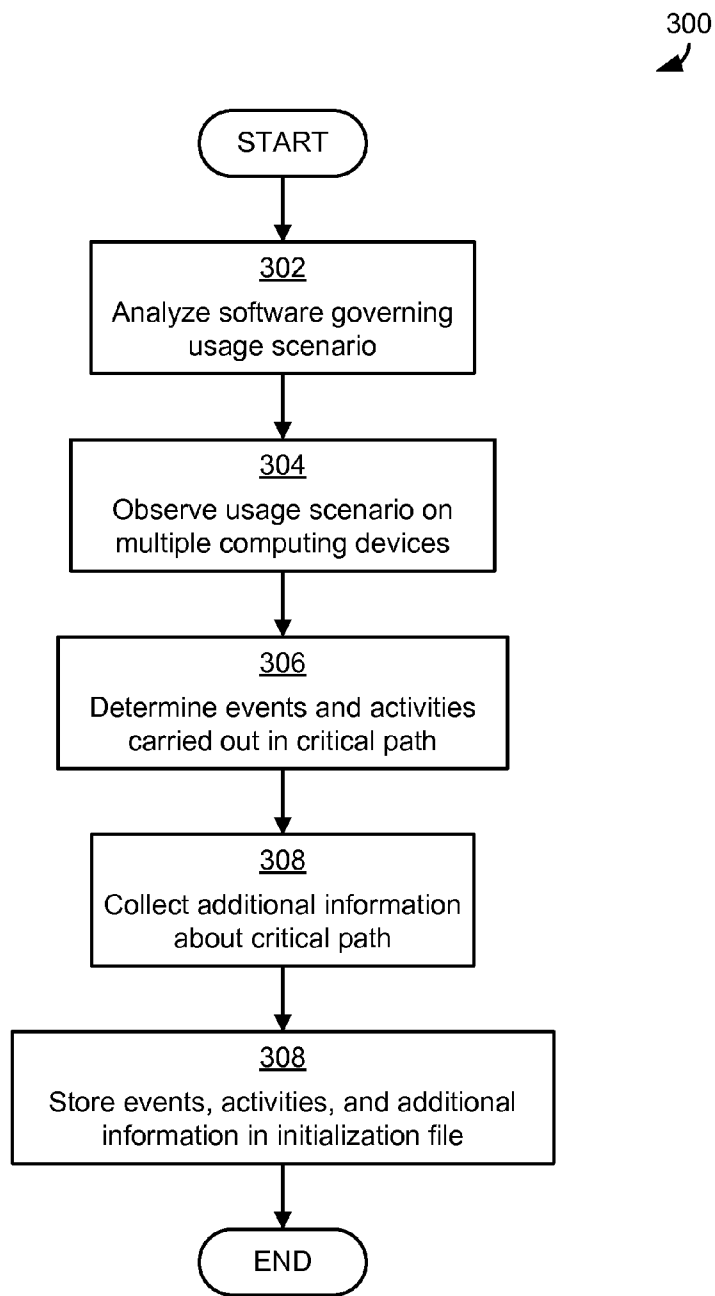 300
START
302
Analyze software governing
usage scenario
304
Observe usage scenario on
multiple computing devices
306
Determine events and activities
carried out in critical path
308
Collect additional information
about critical path
308
Store events, activities, and additional
information in initialization file
END